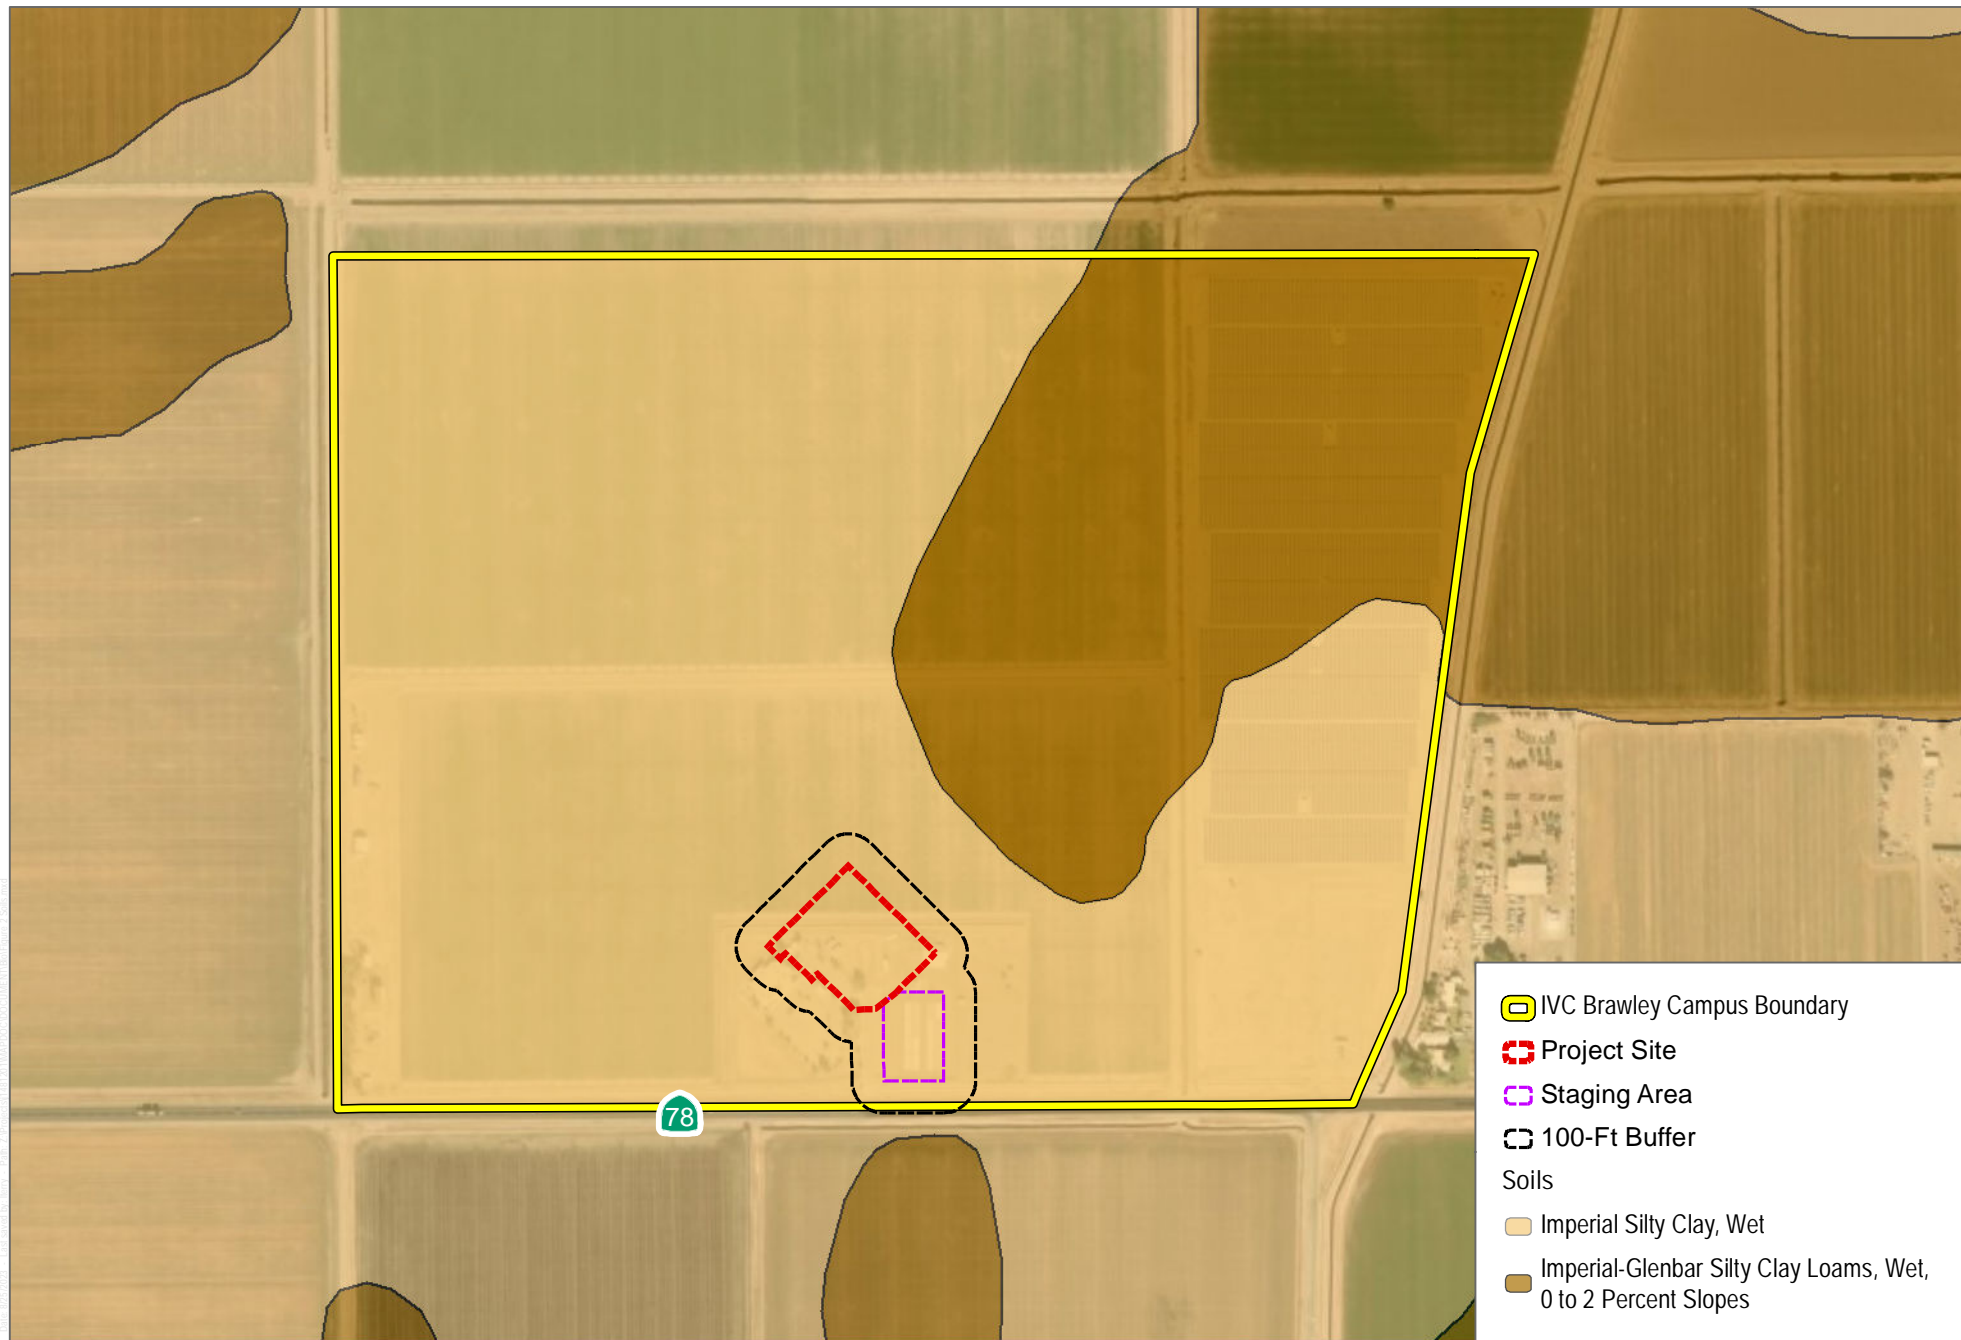 78
IVC Brawley Campus Boundary
Project Site
Staging Area
100-Ft Buffer
Soils
Imperial Silty Clay, Wet
Imperial-Glenbar Silty Clay Loams, Wet,
0 to 2 Percent Slopes